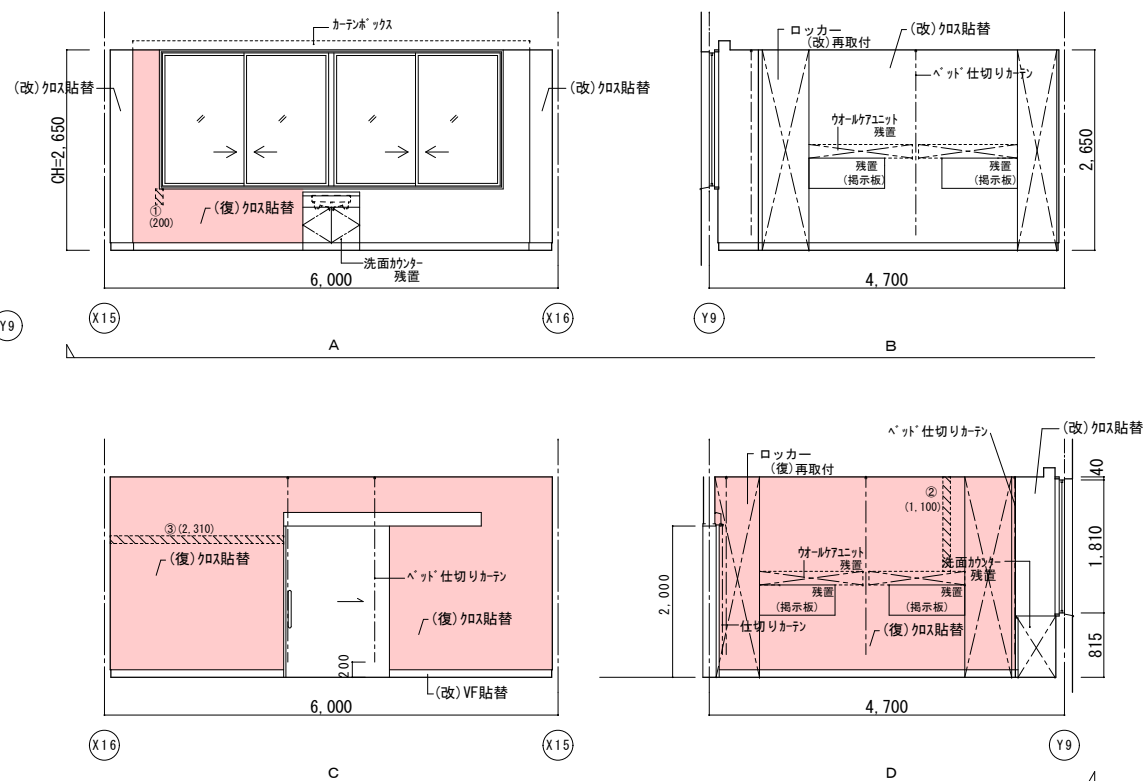 カーテンボックス
(改)クロス貼替
(改)クロス貼替
CH=2,650
①
(200)
(復)クロス貼替
洗面カウンター
残置
6,000
Y9
X15
X16
A
ロッカー
(改)再取付
(改)クロス貼替
ベッド仕切りカーテン
ウオールケアユニット
残置
残置
(掲示板)
残置
(掲示板)
2,650
4,700
Y9
B
③(2,310)
(復)クロス貼替
ベッド仕切りカーテン
(復)クロス貼替
200
(改)VF貼替
6,000
X16
X15
C
ベッド仕切りカーテン
(改)クロス貼替
ロッカー
(復)再取付
②
(1,100)
40
1,810
815
ウオールケアユニット
残置
洗面カウンター
残置
残置
(掲示板)
残置
(掲示板)
2,000
仕切りカーテン
(復)クロス貼替
4,700
Y9
D